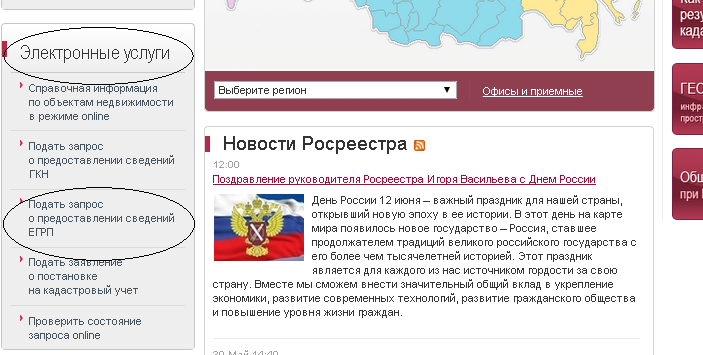 Электронные услуги
Справочная информация
по объектам недвижимости
в режиме online
Подать запрос
о предоставлении сведений
ГКН
Подать запрос
о предоставлении сведений
ЕГРП
Подать заявление
о постановке
на кадастровый учет
Проверить состояние
запроса online
Выберите регион
Офисы и приемные
Новости Росреестра
12:00
Поздравление руководителя Росреестра Игоря Васильева с Днем России
День России 12 июня – важный праздник для нашей страны,
открывший новую эпоху в ее истории. В этот день на карте
мира появилось новое государство – Россия, ставшее
продолжателем традиций великого российского государства с
его более чем тысячелетней историей. Этот праздник
является для каждого из нас источником гордости за свою
страну. Вместе мы сможем внести значительный общий вклад в укрепление
экономики, развитие современных технологий, развитие гражданского общества
и повышение уровня жизни граждан.
резу
када
ГЕО
инфра
прост
Общ
при